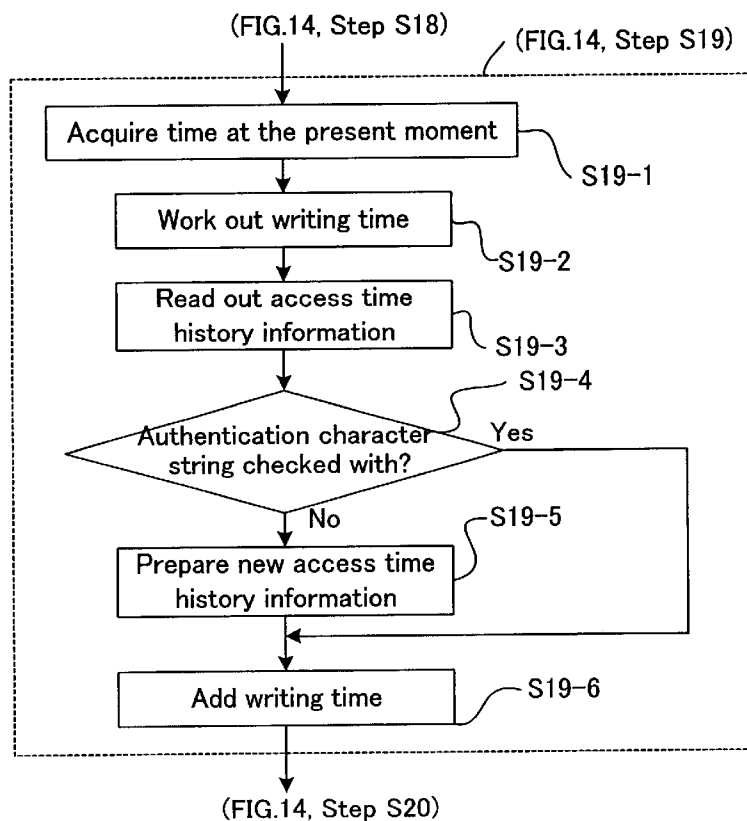 (FIG.14, Step S18)
(FIG.14, Step S19)
Acquire time at the present moment
S19-1
Work out writing time
S19-2
Read out access time
history information
S19-3
S19-4
Authentication character
string checked with?
Yes
No
S19-5
Prepare new access time
history information
Add writing time
S19-6
(FIG.14, Step S20)